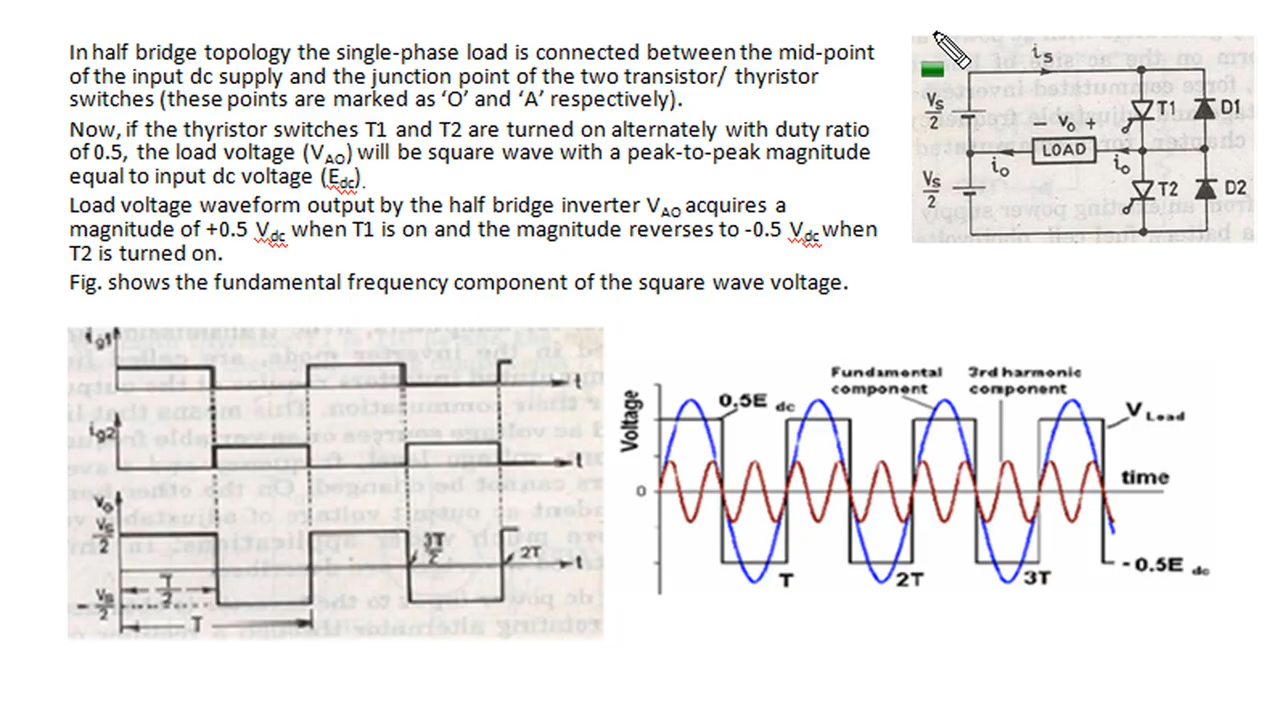 In half bridge topology the single-phase load is connected between the mid-point
of the input dc supply and the junction point of the two transistor/ thyristor
switches (these points are marked as ‘O’ and ‘A’ respectively).
Now, if the thyristor switches T1 and T2 are turned on alternately with duty ratio
of 0.5, the load voltage (VAO) will be square wave with a peak-to-peak magnitude
equal to input dc voltage (Edc).
Load voltage waveform output by the half bridge inverter VAO acquires a
magnitude of +0.5 Vdc when T1 is on and the magnitude reverses to -0.5 Vdc when
T2 is turned on.
Fig. shows the fundamental frequency component of the square wave voltage.
is
Vs
2
T1
D1
- Vo +
LOAD
io
io
Vs
2
T2
D2
ig1
t
ig2
t
Vo
Vs
2
3T
2
2T
t
T
2
- Vs
2
T
Fundamental
component
3rd harmonic
component
Voltage
0.5E dc
V Load
0
time
T
2T
3T
- 0.5E dc